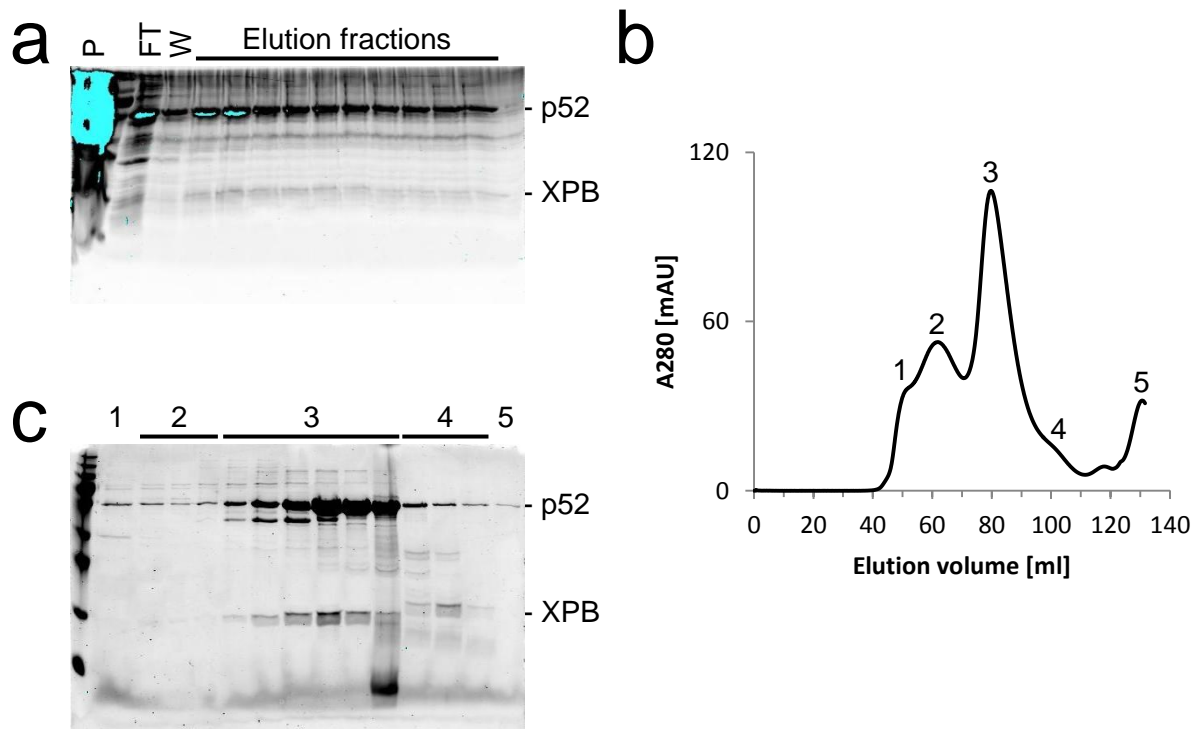 a
P
FT
W
Elution fractions
p52
XPB
b
120
60
0
A280 [mAU]
1
2
3
4
5
0 20 40 60 80 100 120 140
Elution volume [ml]
c
1 2 3 4 5
p52
XPB